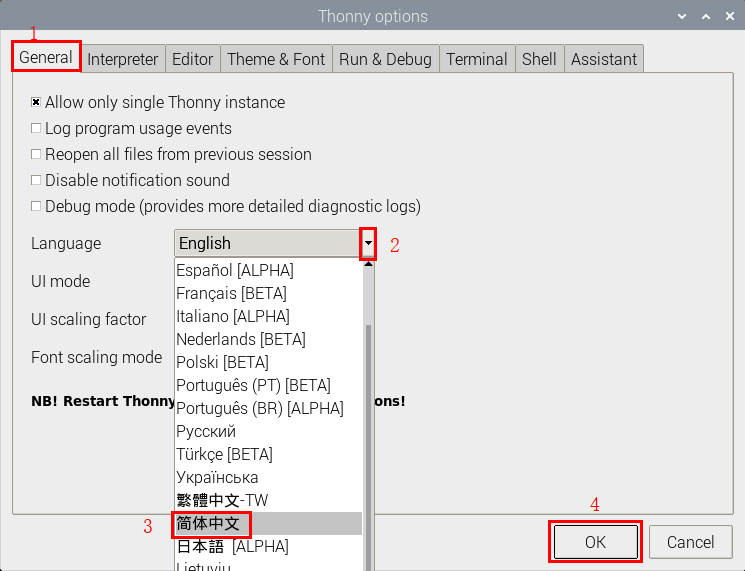 Thonny options
1
General Interpreter Editor Theme & Font Run & Debug Terminal Shell Assistant
Allow only single Thonny instance
Log program usage events
Reopen all files from previous session
Disable notification sound
Debug mode (provides more detailed diagnostic logs)
Language English 2
Español [ALPHA]
UI mode
Français [BETA]
Italiano [ALPHA]
UI scaling factor
Nederlands [BETA]
Font scaling mode
Polski [BETA]
Português (PT) [BETA]
NB! Restart Thonny ons!
Português (BR) [ALPHA]
Русский
Türkçe [BETA]
Українська
繁體中文-TW
3 简体中文
4
日本語 [ALPHA]
OK Cancel
Lietuvių